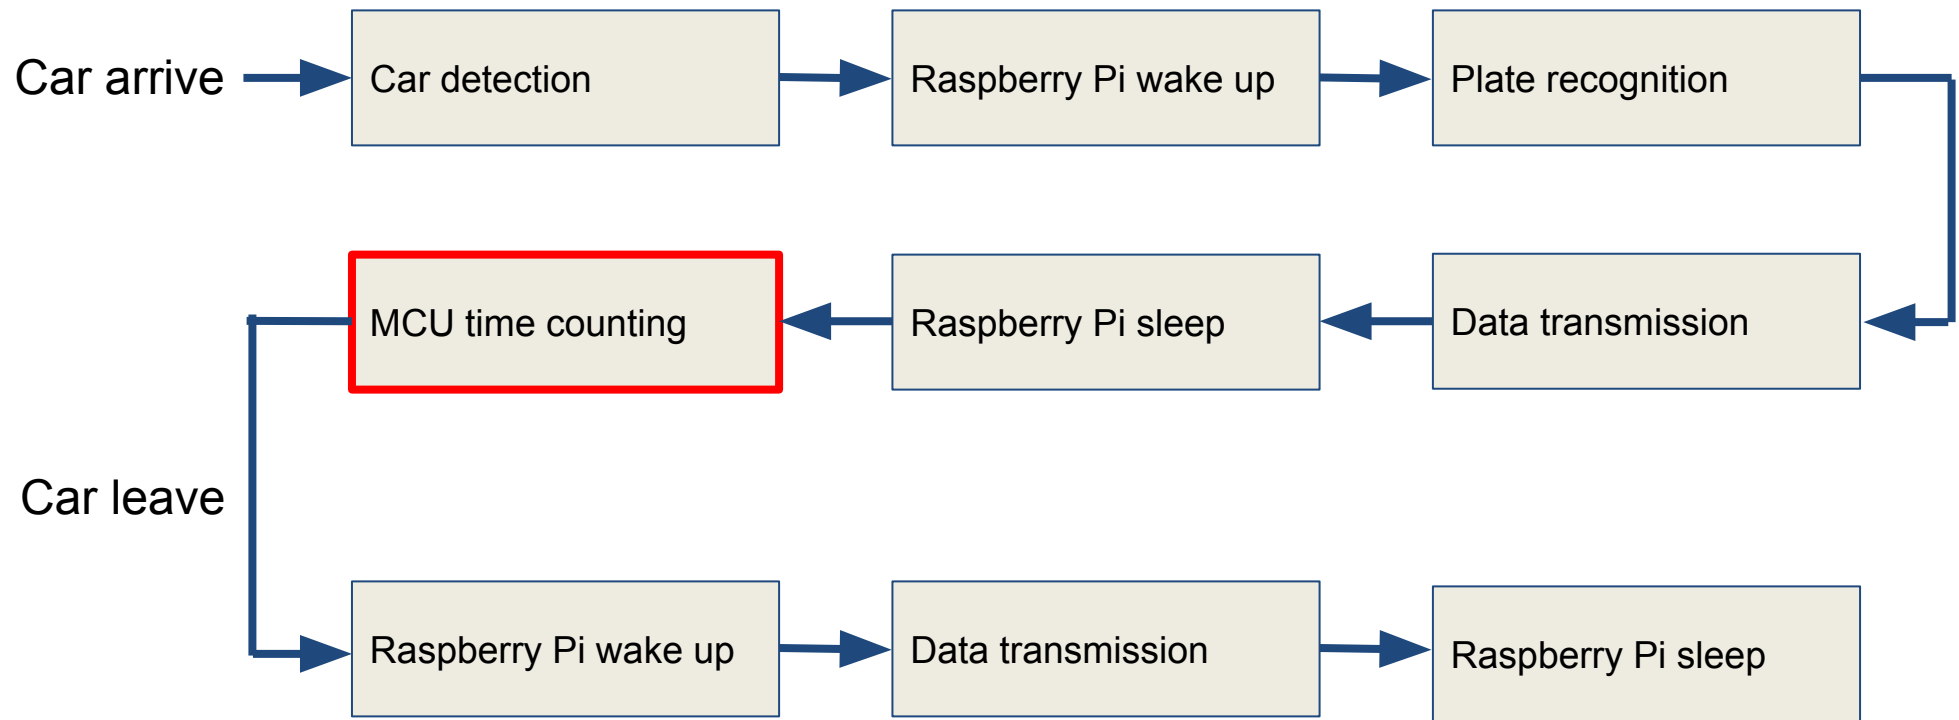 Car arrive
Car detection
Raspberry Pi wake up
Plate recognition
MCU time counting
Raspberry Pi sleep
Data transmission
Car leave
Raspberry Pi wake up
Data transmission
Raspberry Pi sleep